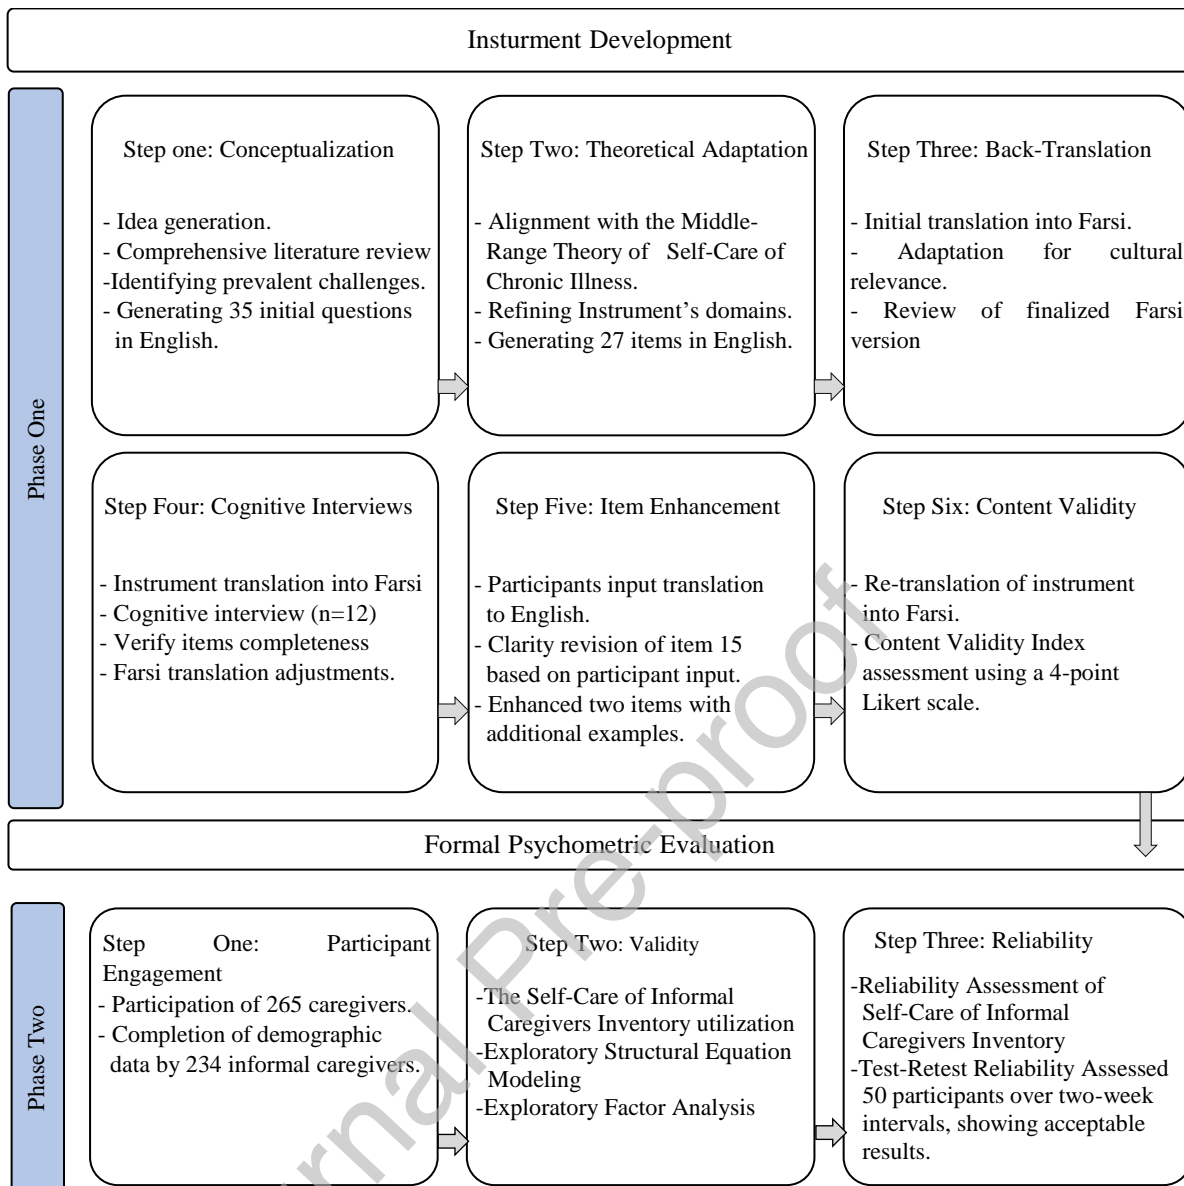 Insturment Development
Phase One
Step one: Conceptualization
- Idea generation.
- Comprehensive literature review
-Identifying prevalent challenges.
- Generating 35 initial questions
in English.
Step Two: Theoretical Adaptation
- Alignment with the Middle-
Range Theory of Self-Care of
Chronic Illness.
- Refining Instrument’s domains.
- Generating 27 items in English.
Step Three: Back-Translation
- Initial translation into Farsi.
- Adaptation for cultural
relevance.
- Review of finalized Farsi
version
Step Four: Cognitive Interviews
- Instrument translation into Farsi
- Cognitive interview (n=12)
- Verify items completeness
- Farsi translation adjustments.
Step Five: Item Enhancement
- Participants input translation
to English.
- Clarity revision of item 15
based on participant input.
- Enhanced two items with
additional examples.
Step Six: Content Validity
- Re-translation of instrument
into Farsi.
- Content Validity Index
assessment using a 4-point
Likert scale.
Formal Psychometric Evaluation
Phase Two
Step One: Participant
Engagement
- Participation of 265 caregivers.
- Completion of demographic
data by 234 informal caregivers.
Step Two: Validity
-The Self-Care of Informal
Caregivers Inventory utilization
-Exploratory Structural Equation
Modeling
-Exploratory Factor Analysis
Step Three: Reliability
-Reliability Assessment of
Self-Care of Informal
Caregivers Inventory
-Test-Retest Reliability Assessed
50 participants over two-week
intervals, showing acceptable
results.
rnal Pre-proof